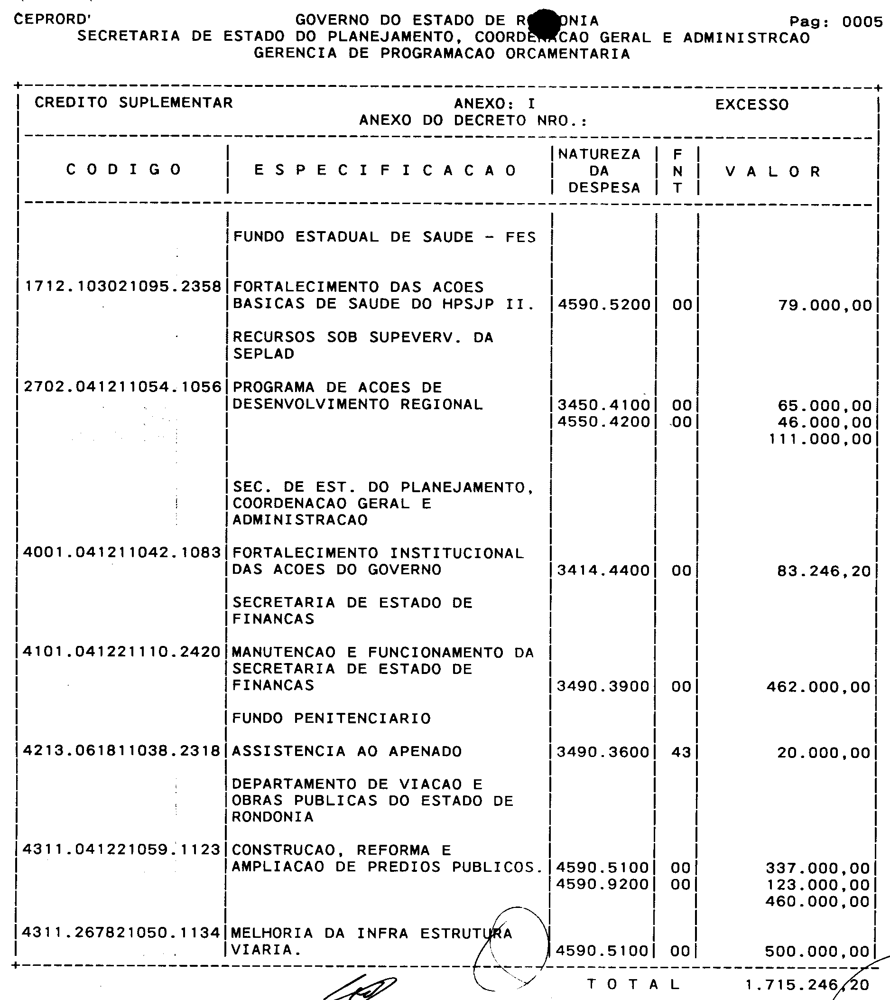 CEPRORD' GOVERNO DO ESTADO DE Pag: 0005
SECRETARIA DE ESTADO DO PLANEJAMENTO, COORDENACAO GERAL E ADMINISTRCAO
GERENCIA DE PROGRAMACAO ORCAMENTARIA
CREDITO SUPLEMENTAR ANEXO: I EXCESSO
ANEXO DO DECRETO NRO.:
NATUREZA F
C O D I G O E S P E C I F I C A C A O DA N V A L O R
DESPESA T
FUNDO ESTADUAL DE SAUDE - FES
1712.103021095.2358 FORTALECIMENTO DAS ACOES
BASICAS DE SAUDE DO HPSJP II. 4590.5200 00 79.000,00
RECURSOS SOB SUPEVERV. DA
SEPLAD
2702.041211054.1056 PROGRAMA DE ACOES DE
DESENVOLVIMENTO REGIONAL 3450.4100 00 65.000,00
4550.4200 00 46.000,00
111.000,00
SEC. DE EST. DO PLANEJAMENTO,
COORDENACAO GERAL E
ADMINISTRACAO
4001.041211042.1083 FORTALECIMENTO INSTITUCIONAL
DAS ACOES DO GOVERNO 3414.4400 00 83.246,20
SECRETARIA DE ESTADO DE
FINANCAS
4101.041221110.2420 MANUTENCAO E FUNCIONAMENTO DA
SECRETARIA DE ESTADO DE
FINANCAS 3490.3900 00 462.000,00
FUNDO PENITENCIARIO
4213.061811038.2318 ASSISTENCIA AO APENADO 3490.3600 43 20.000,00
DEPARTAMENTO DE VIACAO E
OBRAS PUBLICAS DO ESTADO DE
RONDONIA
4311.041221059.1123 CONSTRUCAO, REFORMA E
AMPLIACAO DE PREDIOS PUBLICOS. 4590.5100 00 337.000,00
4590.9200 00 123.000,00
460.000,00
4311.267821050.1134 MELHORIA DA INFRA ESTRUTURA
VIARIA. 4590.5100 00 500.000,00
T O T A L 1.715.246,20